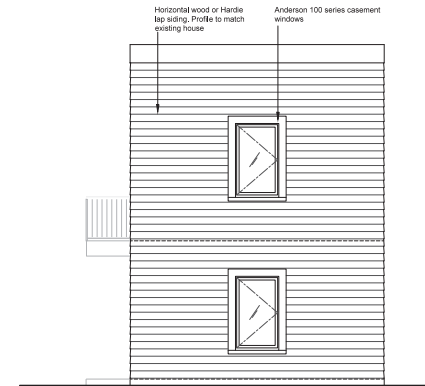 Horizontal wood or Hardie
lap siding. Profile to match
existing house
Anderson 100 series casement
windows